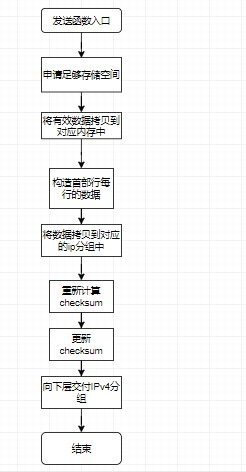 发送函数入口
申请足够存储空间
将有效数据拷贝到
对应内存中
构造首部行每
行的数据
将数据拷贝到对应
的ip分组中
重新计算
checksum
更新
checksum
向下层交付IPv4分
组
结束